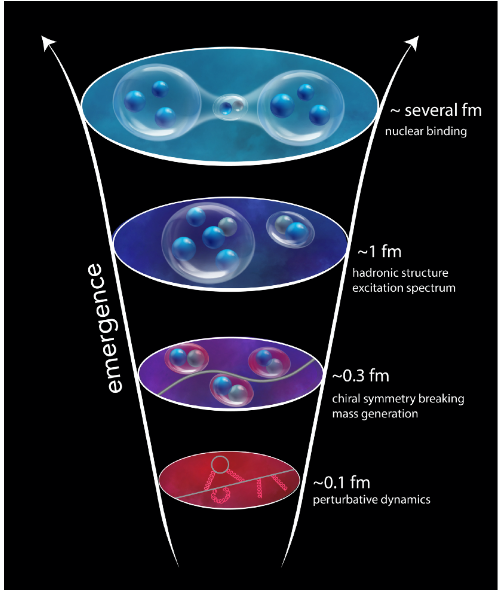 ~ several fm
nuclear binding
~1 fm
hadronic structure
excitation spectrum
emergence
~0.3 fm
chiral symmetry breaking
mass generation
~0.1 fm
perturbative dynamics